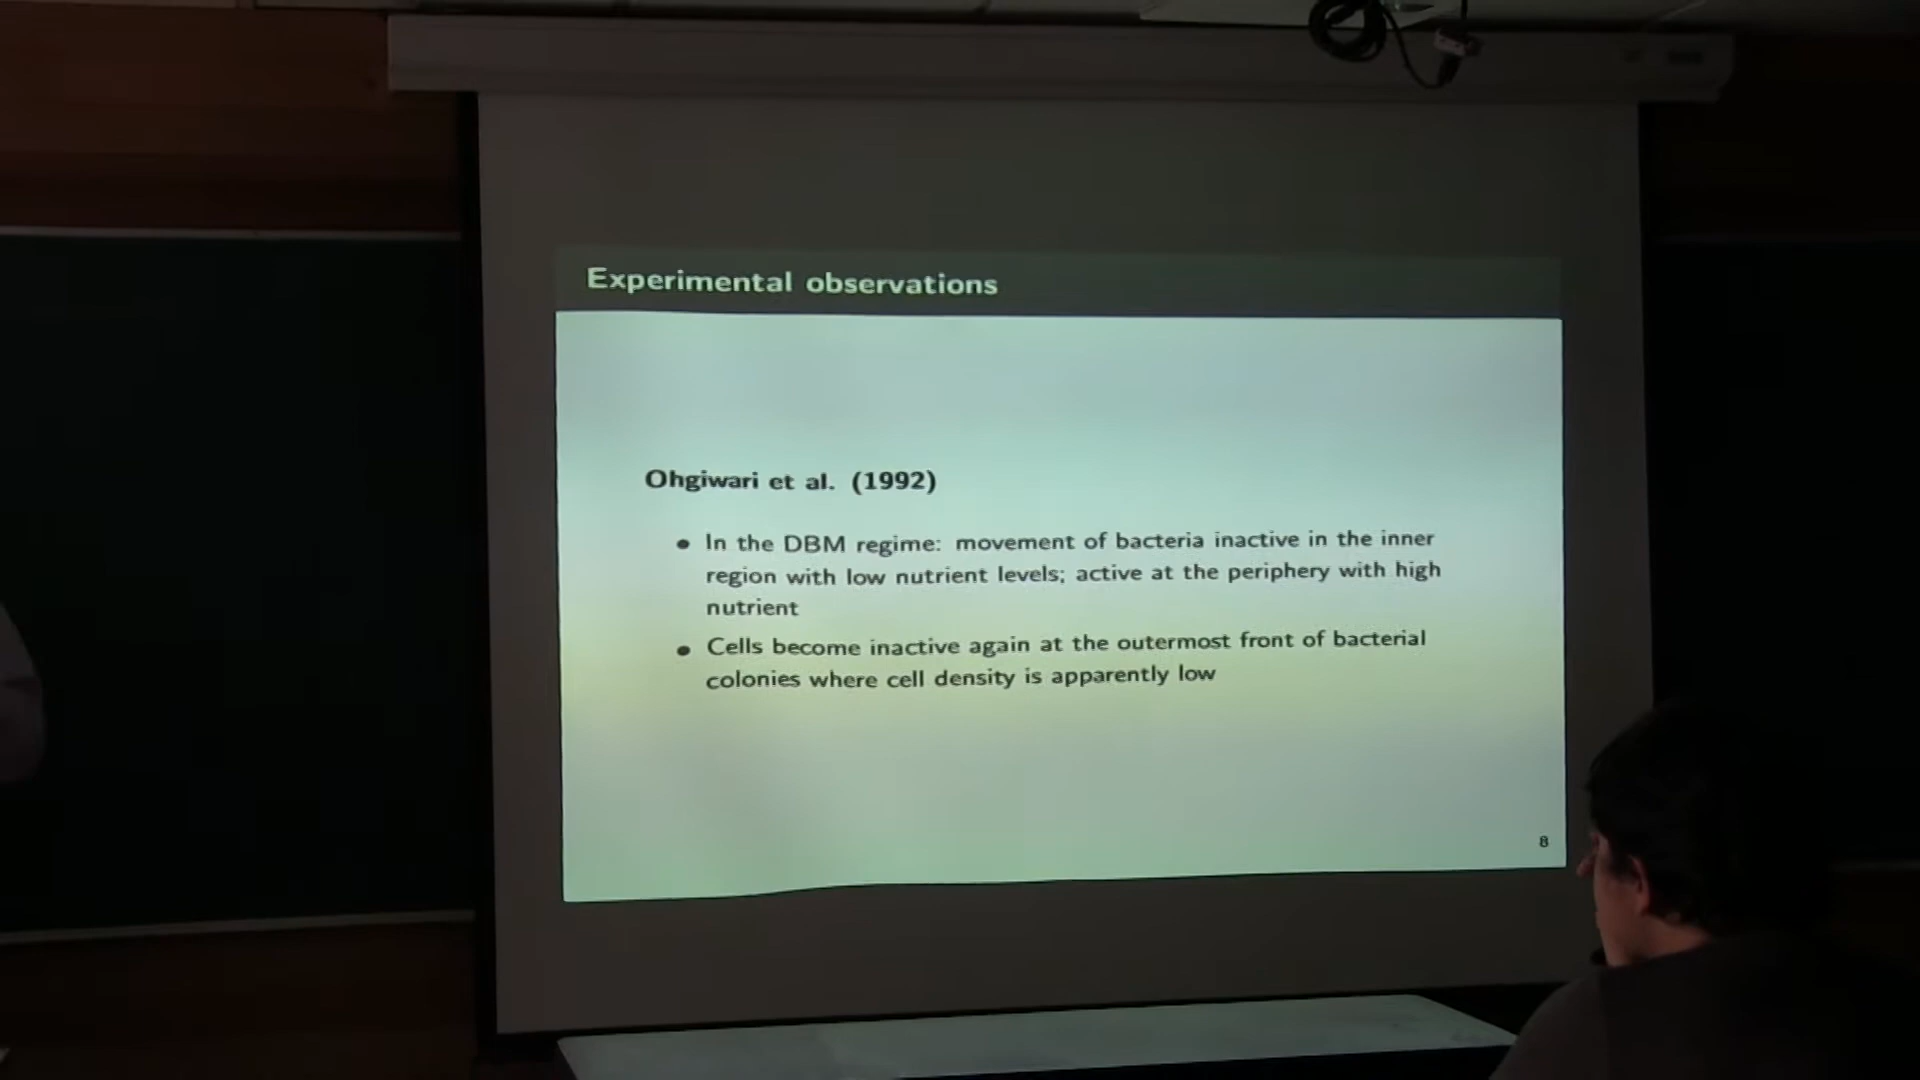 Experimental observations
Ohgiwari et al. (1992)
• In the DBM regime: movement of bacteria inactive in the inner
region with low nutrient levels; active at the periphery with high
nutrient
• Cells become inactive again at the outermost front of bacterial
colonies where cell density is apparently low
8